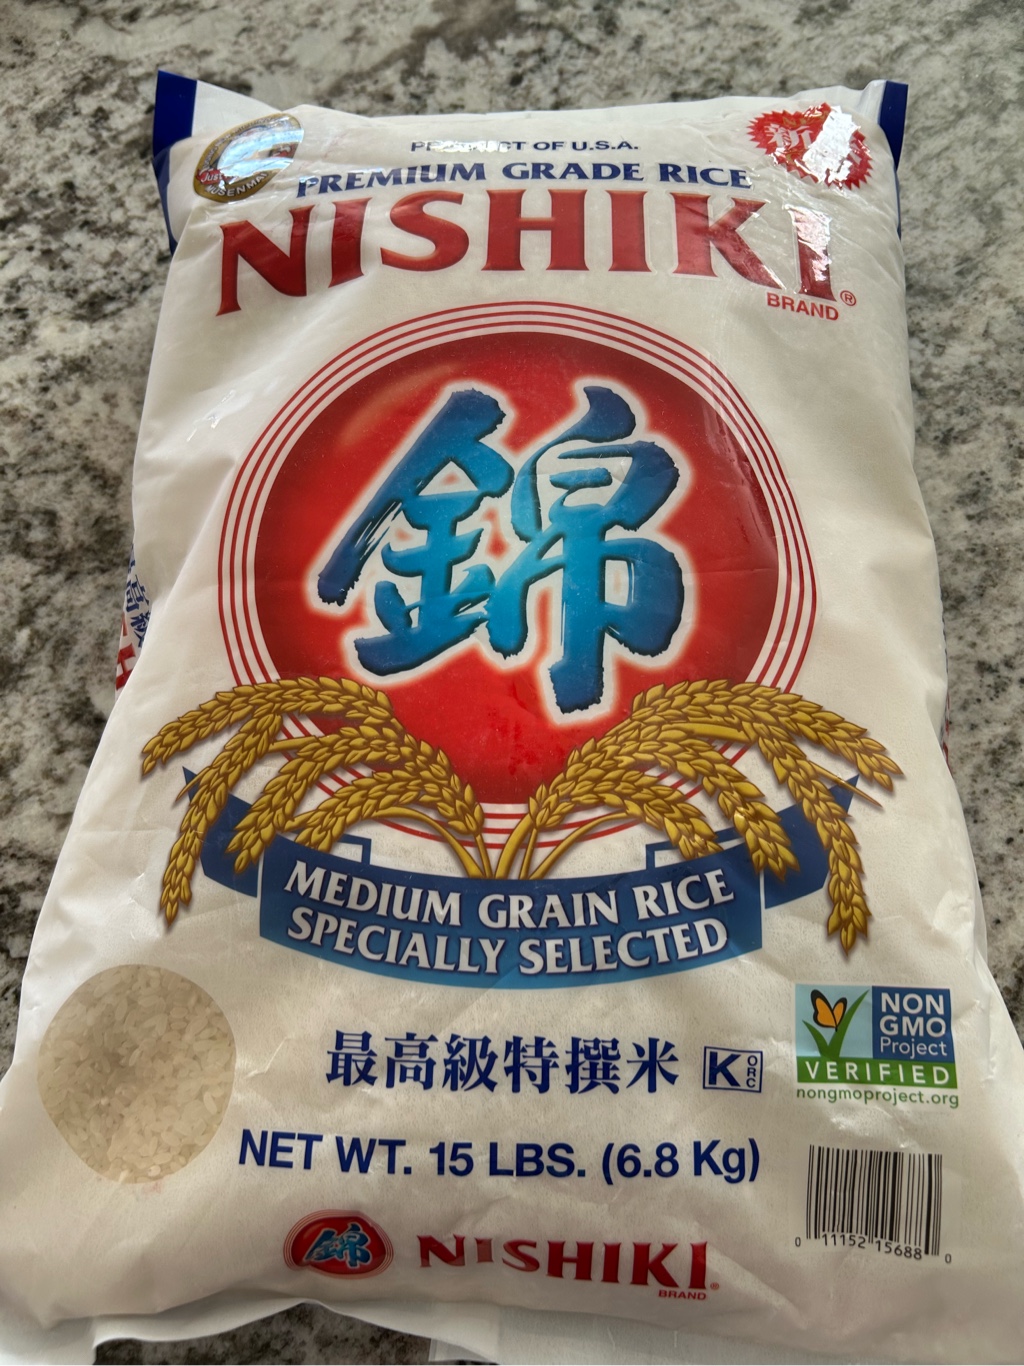 PRODUCT OF U.S.A.
PREMIUM GRADE RICE
NISHIKI
BRAND®
新
錦
MEDIUM GRAIN RICE
SPECIALLY SELECTED
最高級特撰米
K ORC
NON
GMO
Project
VERIFIED
nongmoproject.org
NET WT. 15 LBS. (6.8 Kg)
0 11152 15688 0
錦 NISHIKI®
BRAND